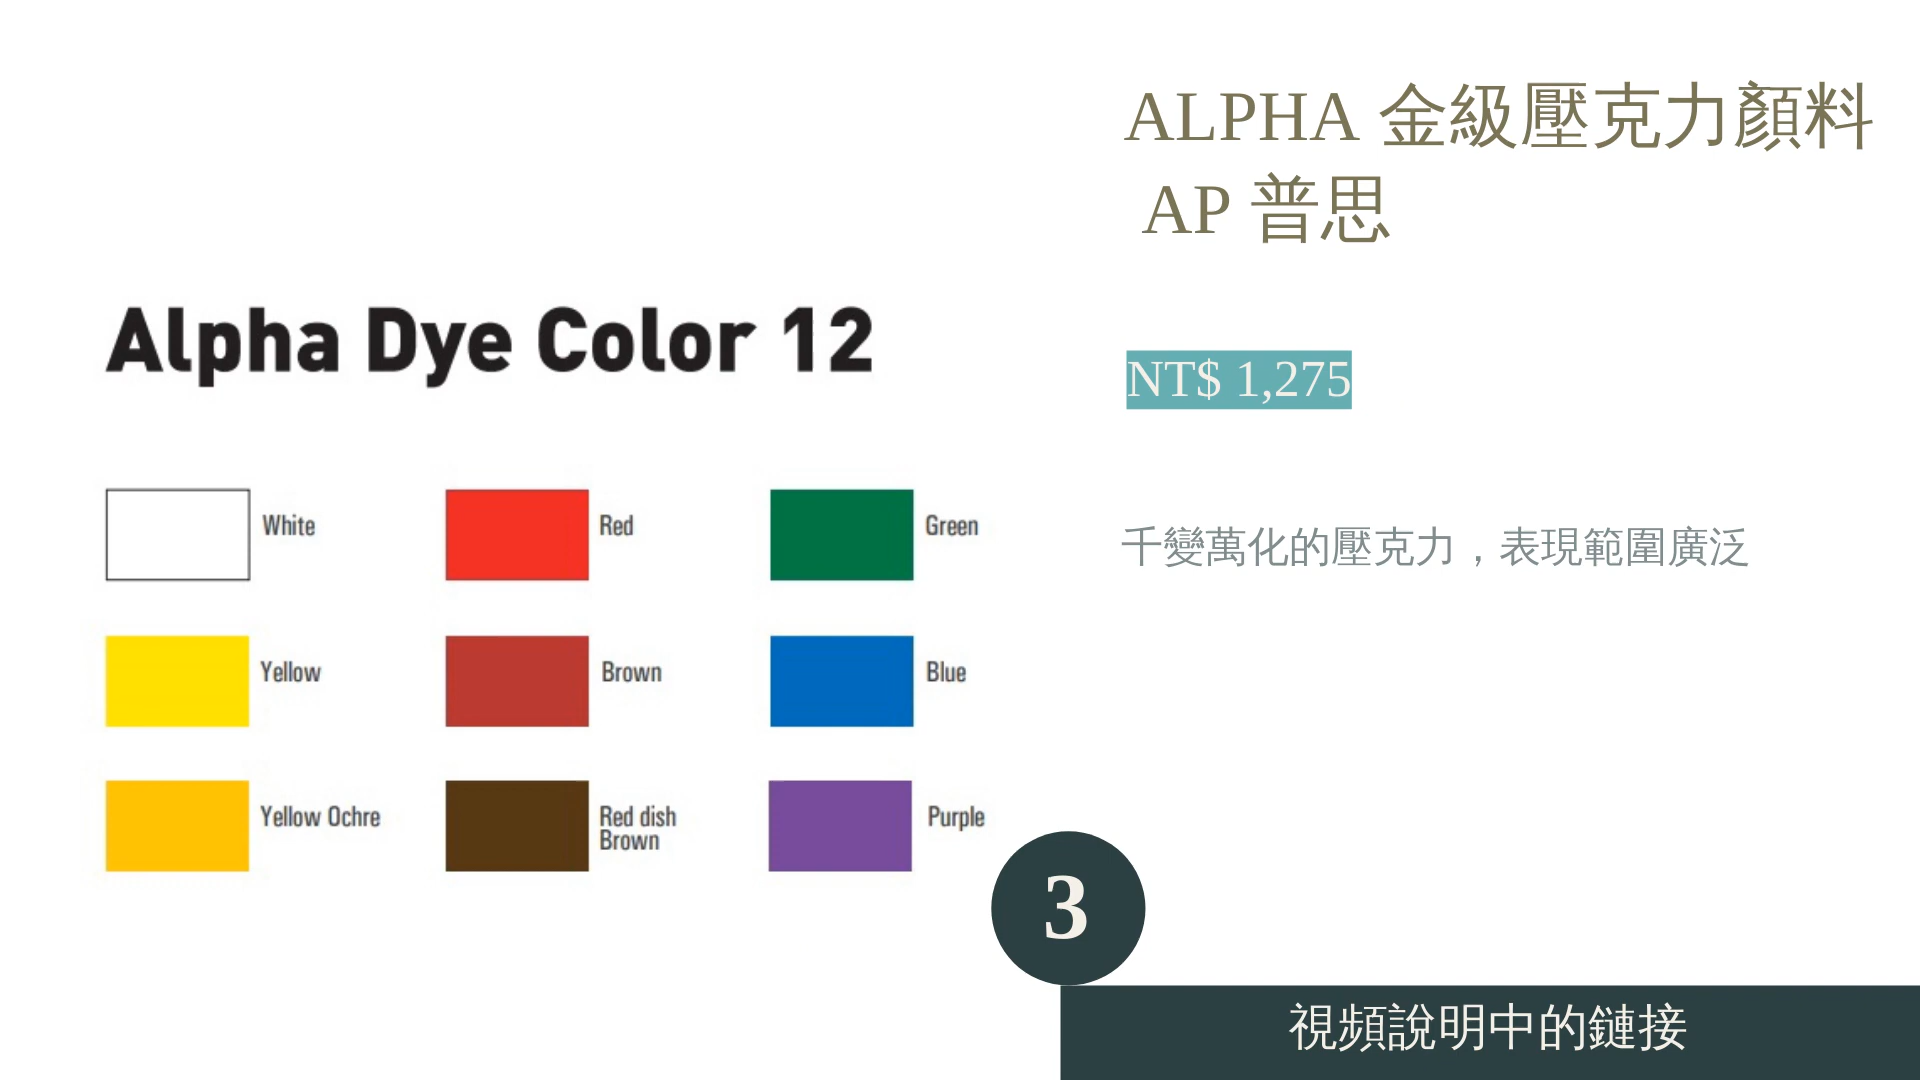 ALPHA 金級壓克力顏料
AP 普思
NT$ 1,275
千變萬化的壓克力，表現範圍廣泛
Alpha Dye Color 12
White
Red
Green
Yellow
Brown
Blue
Yellow Ochre
Red dish
Brown
Purple
3
視頻說明中的鏈接